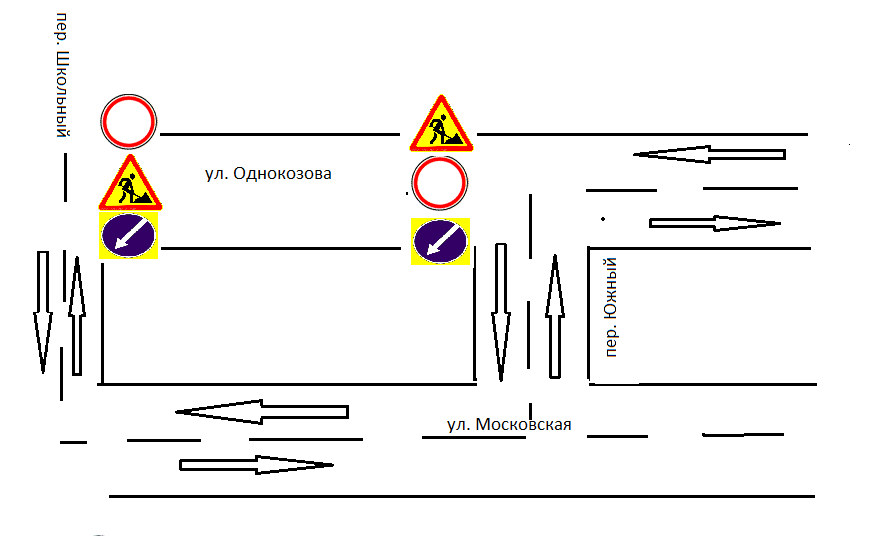 пер. Школьный
ул. Однокозова
пер. Южный
ул. Московская